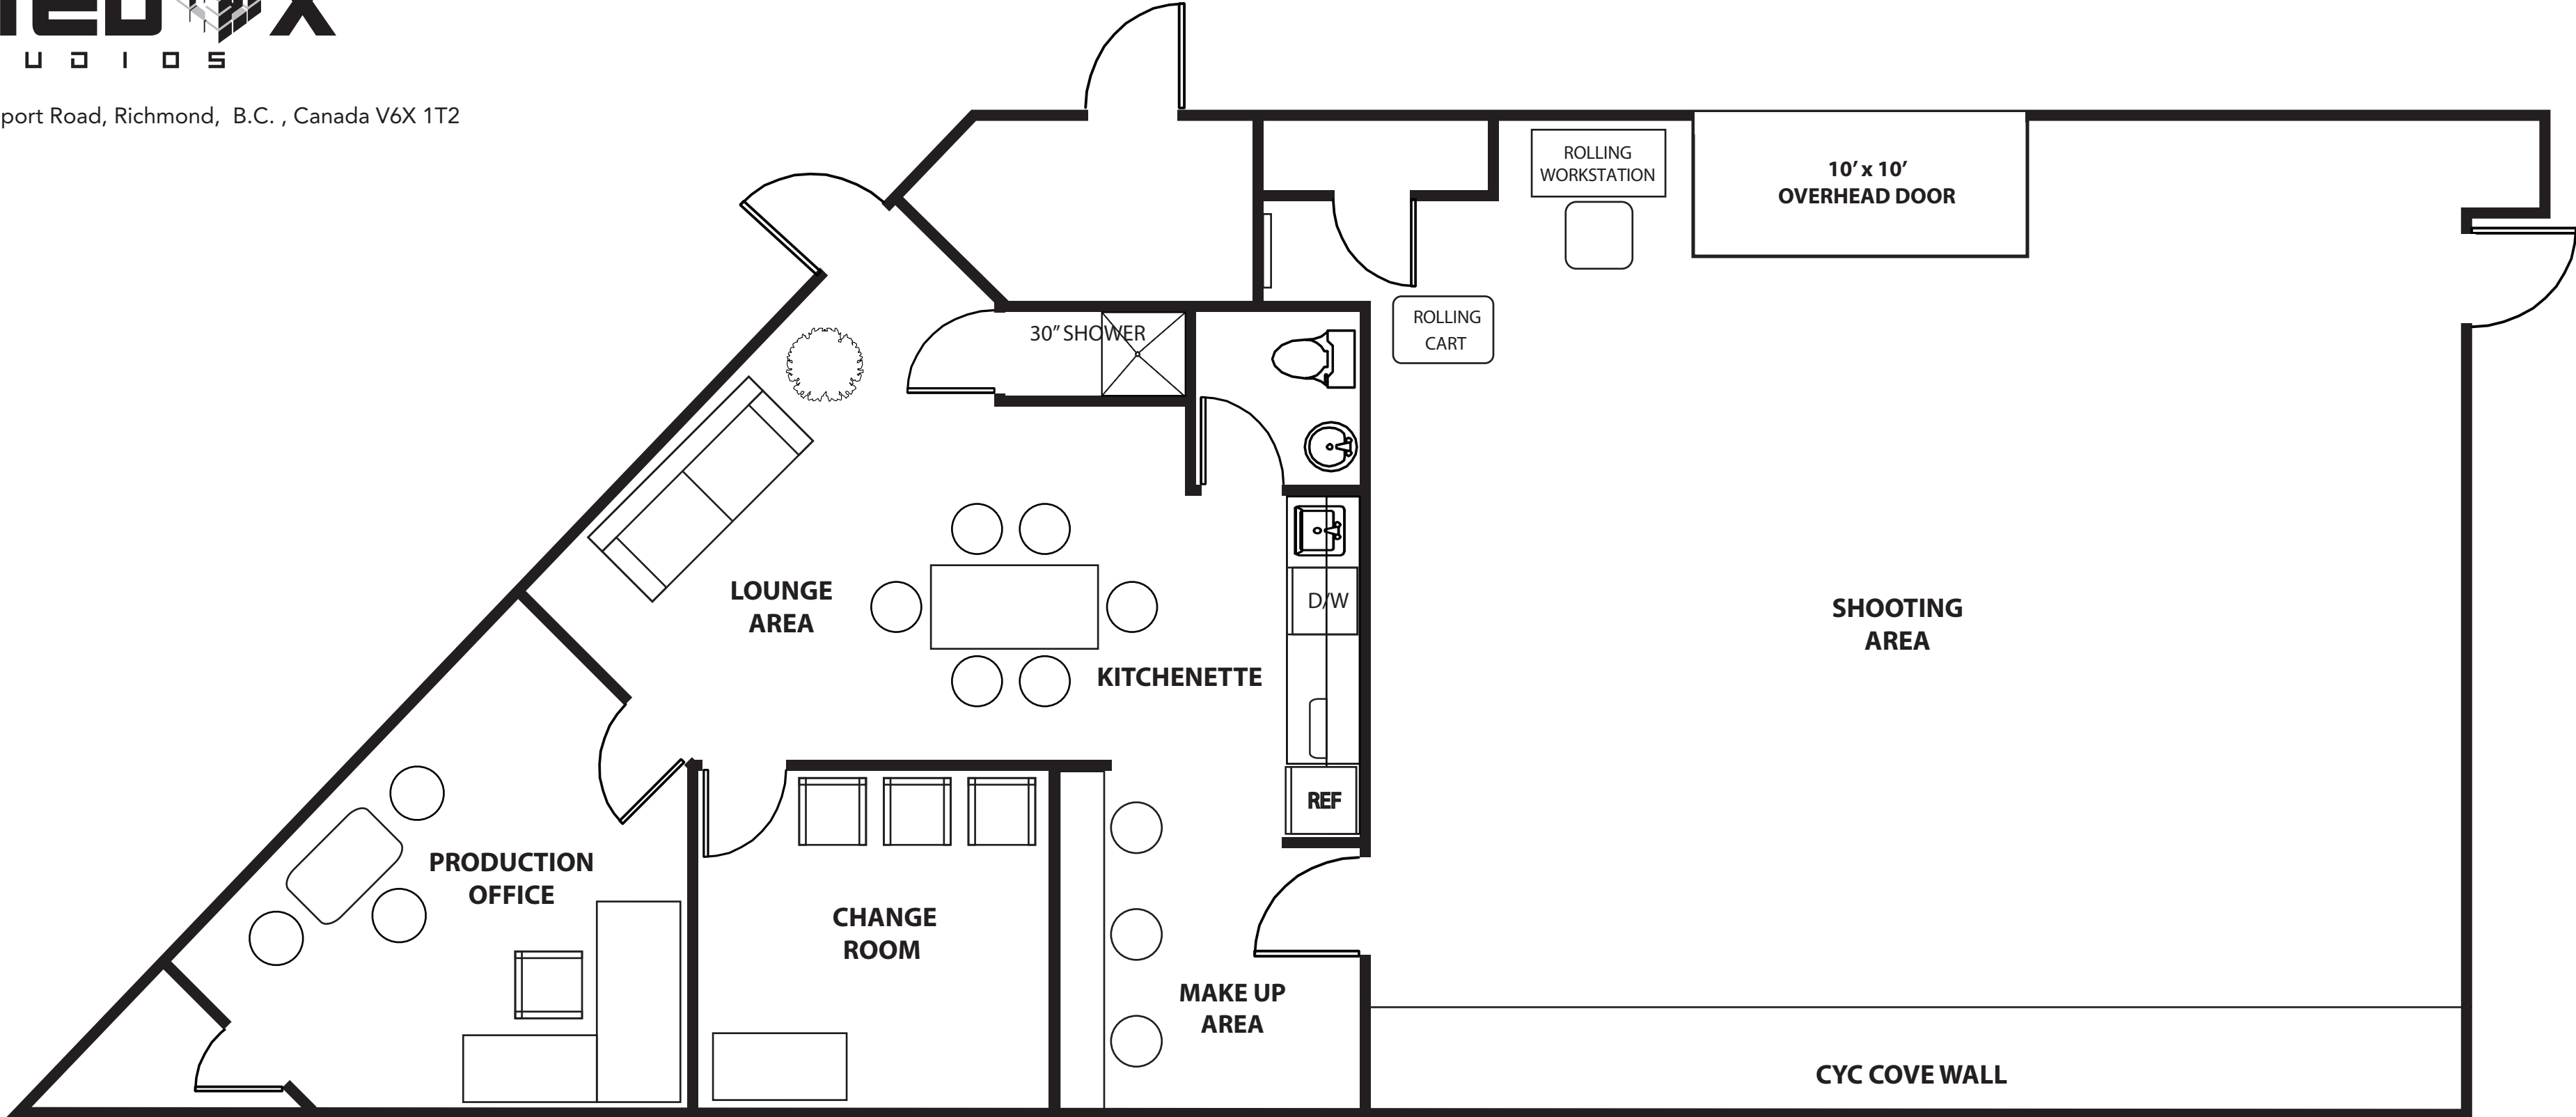 UDIOS
port Road, Richmond, B.C. , Canada V6X 1T2
ROLLING
WORKSTATION
10’ x 10’
OVERHEAD DOOR
30” SHOWER
ROLLING
CART
LOUNGE
AREA
D/W
KITCHENETTE
SHOOTING
AREA
REF
PRODUCTION
OFFICE
CHANGE
ROOM
MAKE UP
AREA
CYC COVE WALL